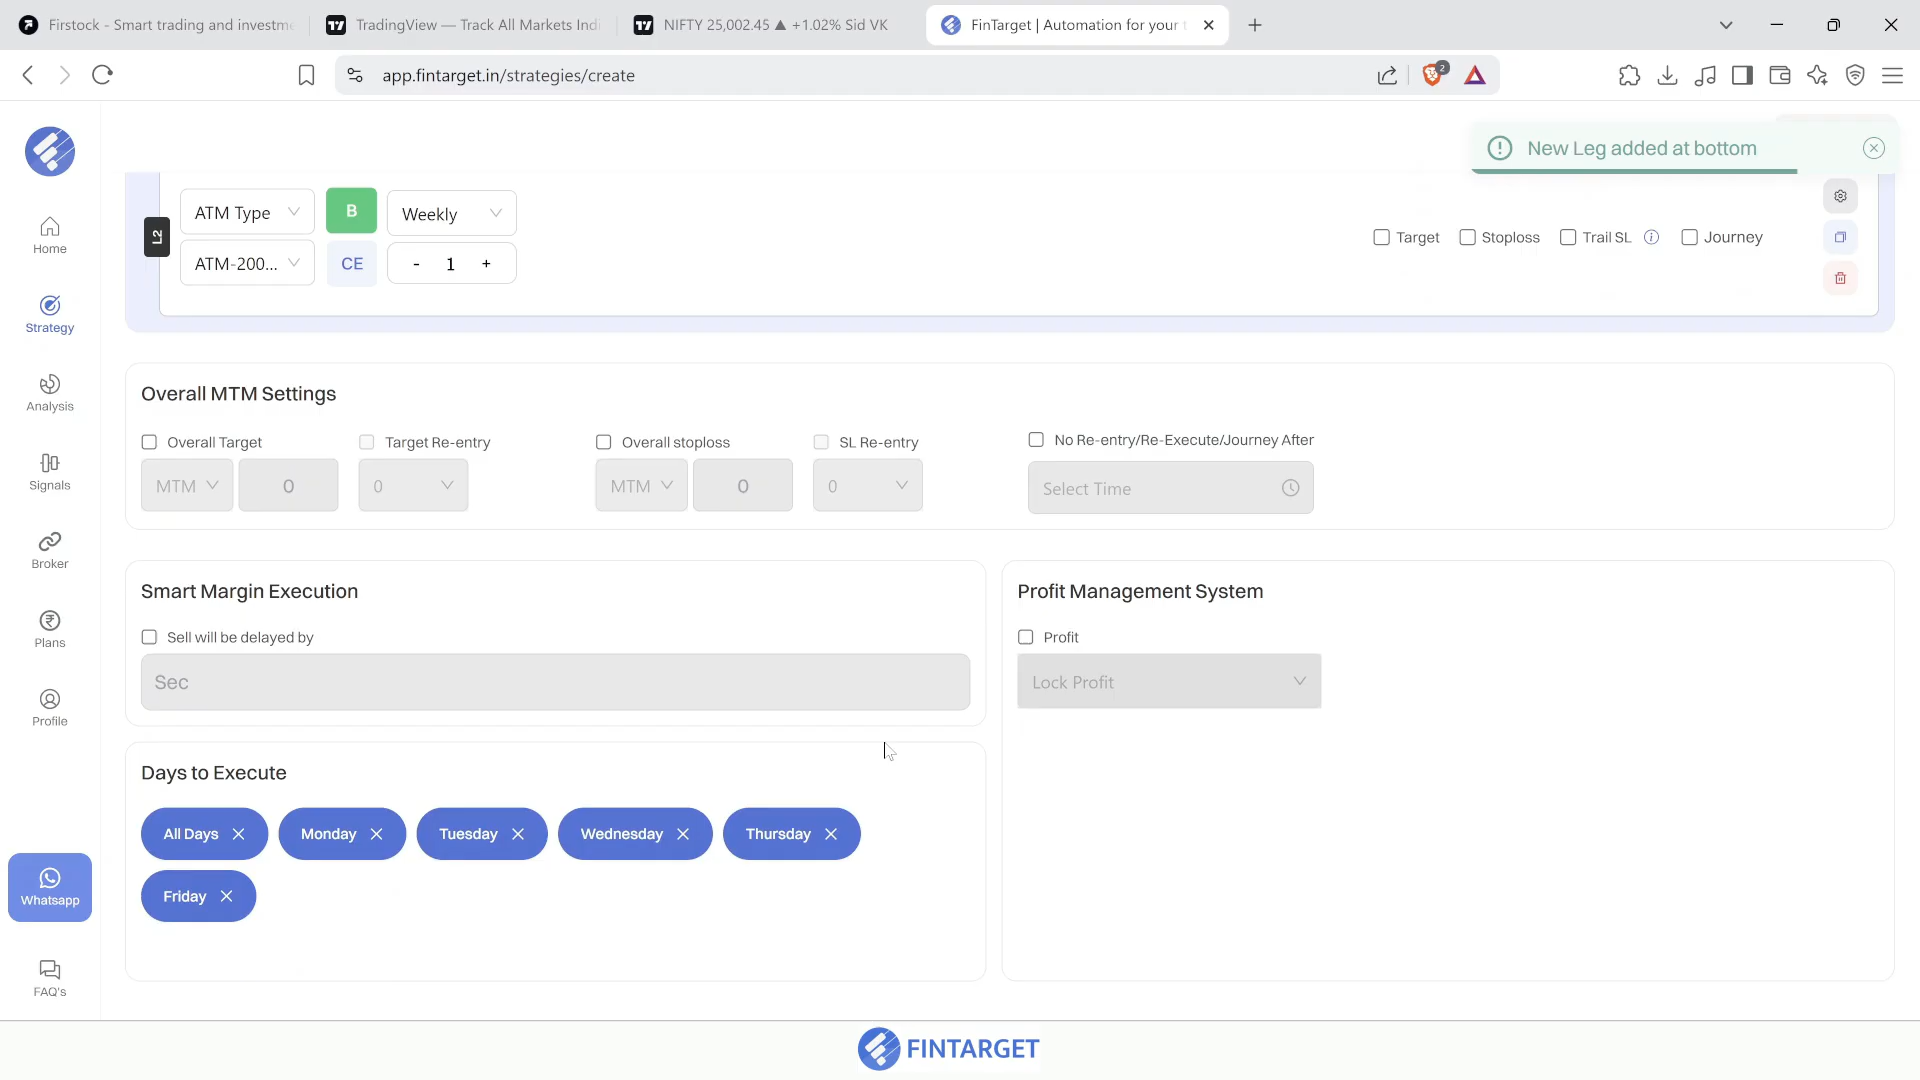 Firstock - Smart trading and investme
TradingView — Track All Markets Indi
NIFTY 25,002.45 ▲ +1.02% Sid VK
FinTarget | Automation for your t
app.fintarget.in/strategies/create
2
New Leg added at bottom
Home
Strategy
Analysis
Signals
Broker
Plans
Profile
Whatsapp
FAQ's
L2
ATM Type
B
Weekly
ATM-200...
CE
- 1 +
Target
Stoploss
Trail SL
Journey
Overall MTM Settings
Overall Target
Target Re-entry
Overall stoploss
SL Re-entry
No Re-entry/Re-Execute/Journey After
MTM
0
0
MTM
0
0
Select Time
Smart Margin Execution
Sell will be delayed by
Sec
Profit Management System
Profit
Lock Profit
Days to Execute
All Days
Monday
Tuesday
Wednesday
Thursday
Friday
FINTARGET